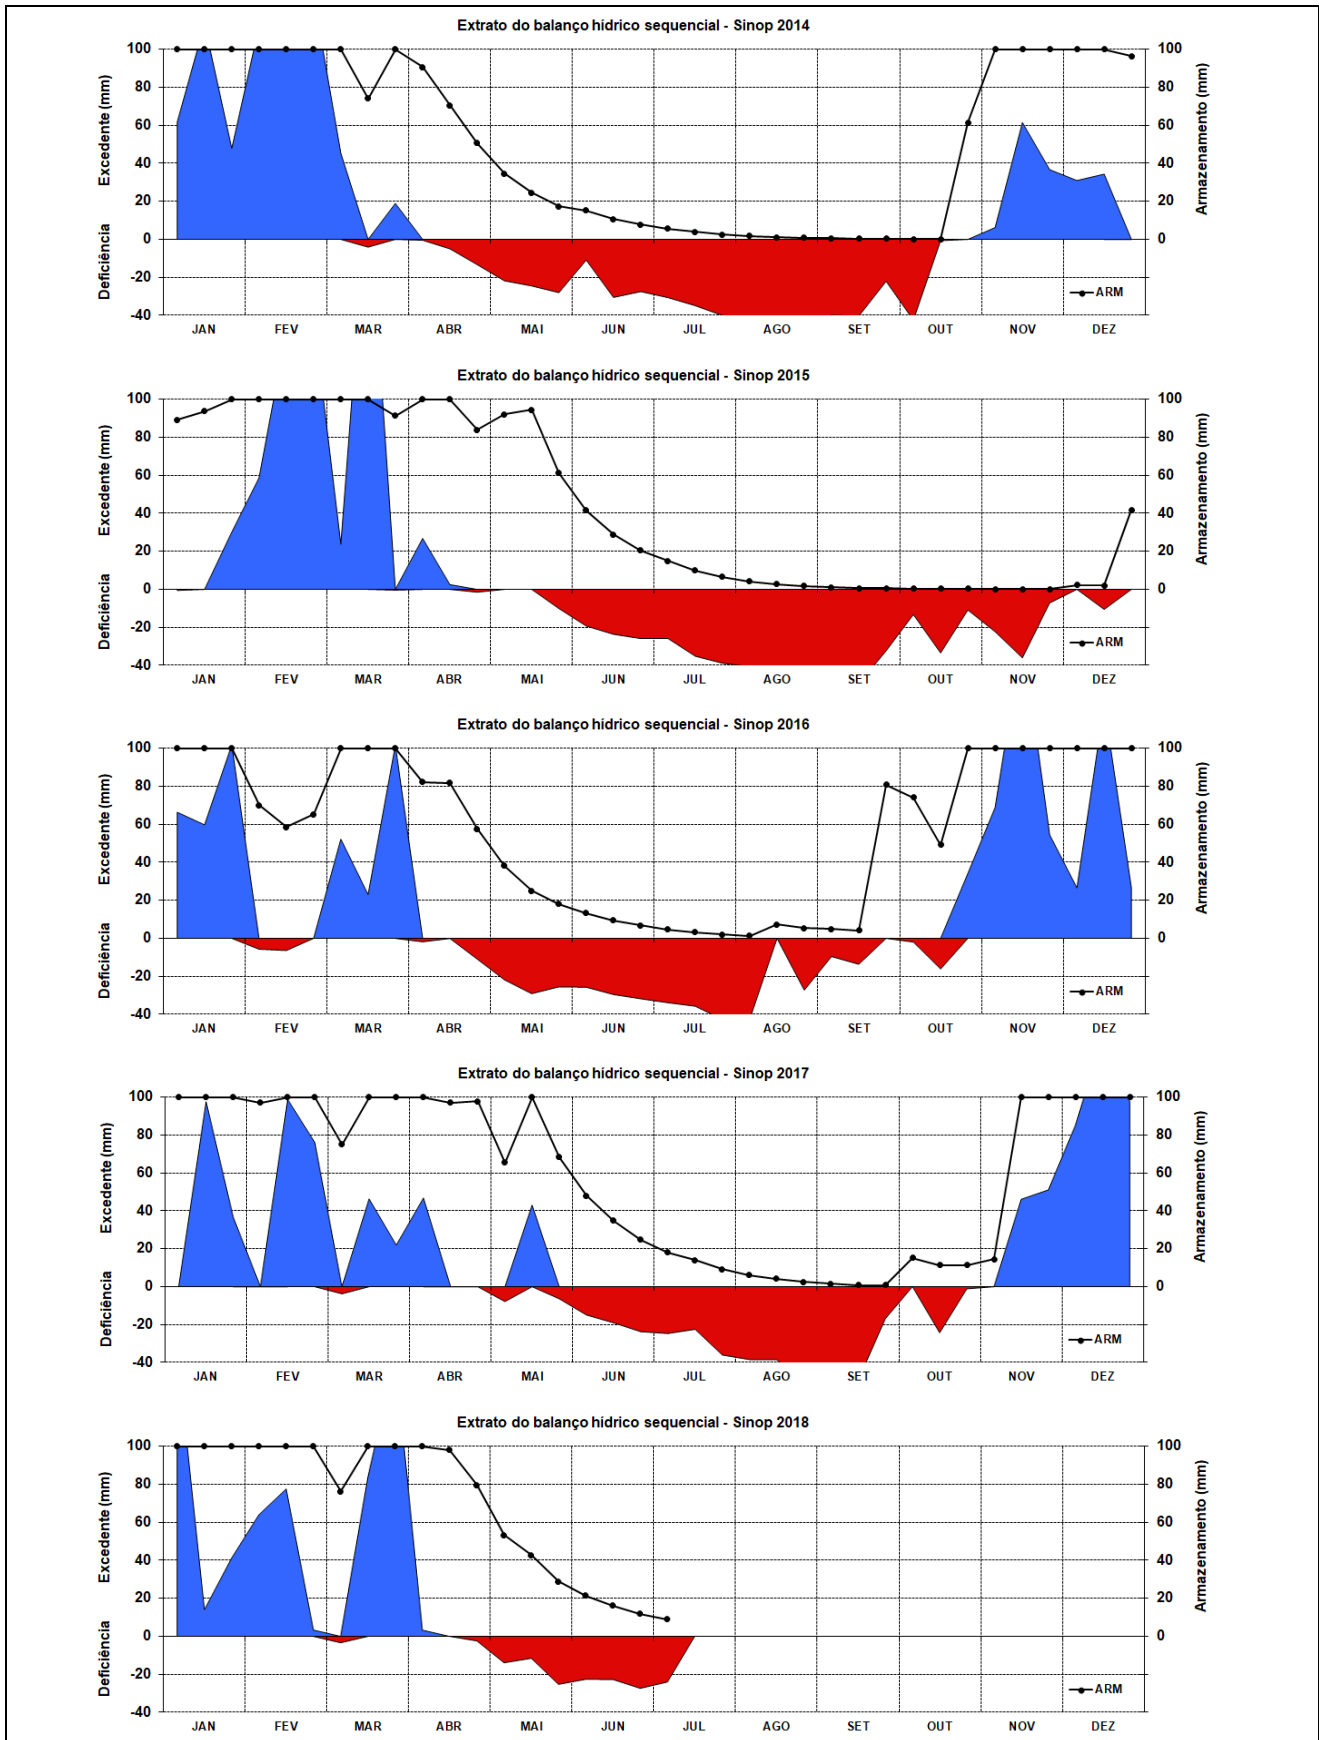 Extrato do balanço hídrico sequencial - Sinop 2014
Excedente (mm)
Deficiência
Armazenamento (mm)
100 100
80 80
60 60
40 40
20 20
0 0
-20
-40
ARM
JAN FEV MAR ABR MAI JUN JUL AGO SET OUT NOV DEZ
Extrato do balanço hídrico sequencial - Sinop 2015
Excedente (mm)
Deficiência
Armazenamento (mm)
100 100
80 80
60 60
40 40
20 20
0 0
-20
-40
ARM
JAN FEV MAR ABR MAI JUN JUL AGO SET OUT NOV DEZ
Extrato do balanço hídrico sequencial - Sinop 2016
Excedente (mm)
Deficiência
Armazenamento (mm)
100 100
80 80
60 60
40 40
20 20
0 0
-20
-40
ARM
JAN FEV MAR ABR MAI JUN JUL AGO SET OUT NOV DEZ
Extrato do balanço hídrico sequencial - Sinop 2017
Excedente (mm)
Deficiência
Armazenamento (mm)
100 100
80 80
60 60
40 40
20 20
0 0
-20
-40
ARM
JAN FEV MAR ABR MAI JUN JUL AGO SET OUT NOV DEZ
Extrato do balanço hídrico sequencial - Sinop 2018
Excedente (mm)
Deficiência
Armazenamento (mm)
100 100
80 80
60 60
40 40
20 20
0 0
-20
-40
ARM
JAN FEV MAR ABR MAI JUN JUL AGO SET OUT NOV DEZ